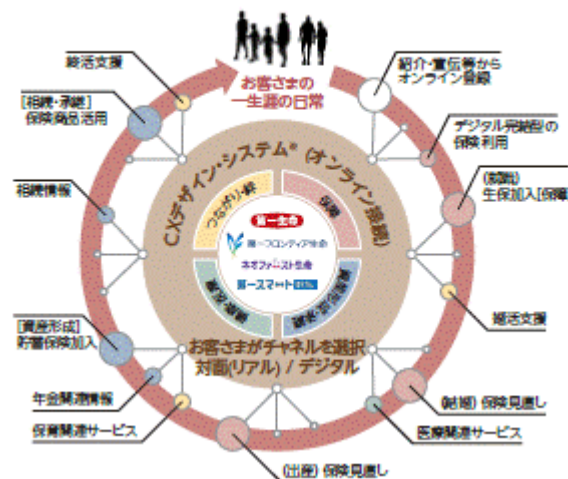 お客さまの
一生涯の日常
紹介・宣伝等から
オンライン登録
デジタル完結型の
保険利用
(就職)
生保加入[保障]
婚活支援
(結婚) 保険見直し
医療関連サービス
(出産) 保険見直し
保育関連サービス
年金関連情報
[資産形成]
貯蓄保険加入
相続情報
[相続・承継]
保険商品活用
終活支援
CXデザイン・システム® (オンライン接続)
つながり・絆
保障
資産形成・承継
健康・医療
第一生命
第一フロンティア生命
ネオファースト生命
第一スマート
お客さまがチャネルを選択
対面(リアル) / デジタル